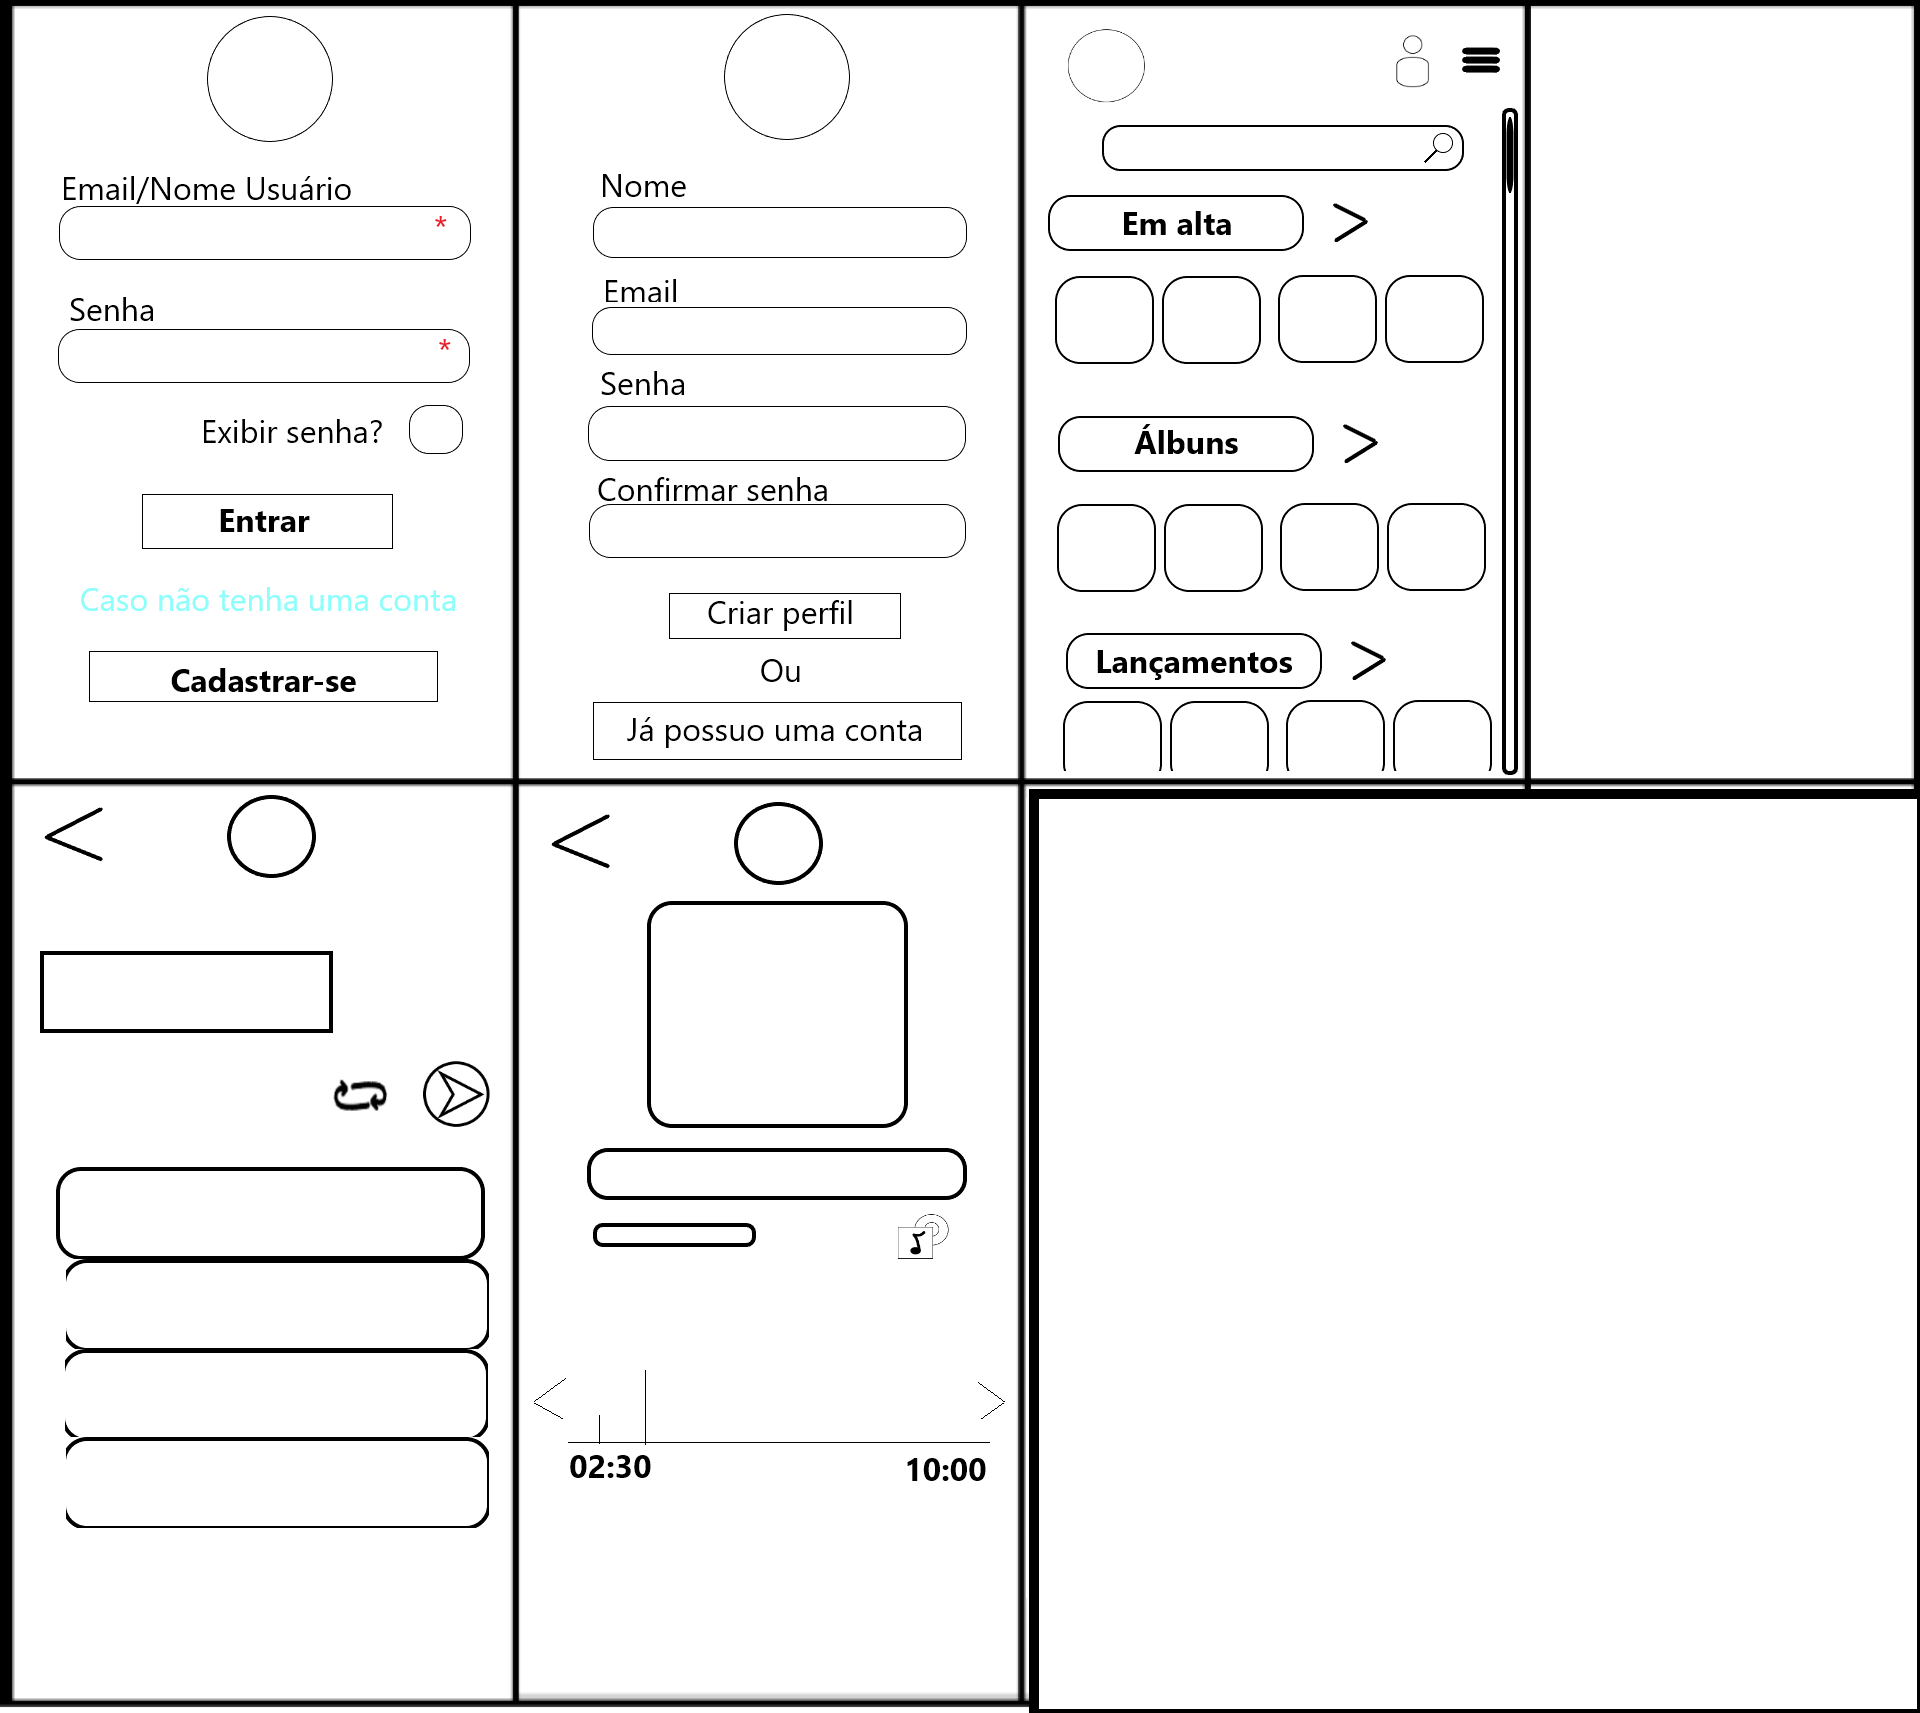 Email/Nome Usuário
*
Senha
*
Exibir senha?
Entrar
Caso não tenha uma conta
Cadastrar-se
Nome
Email
Senha
Confirmar senha
Criar perfil
Ou
Já possuo uma conta
Em alta
Álbuns
Lançamentos
02:30
10:00